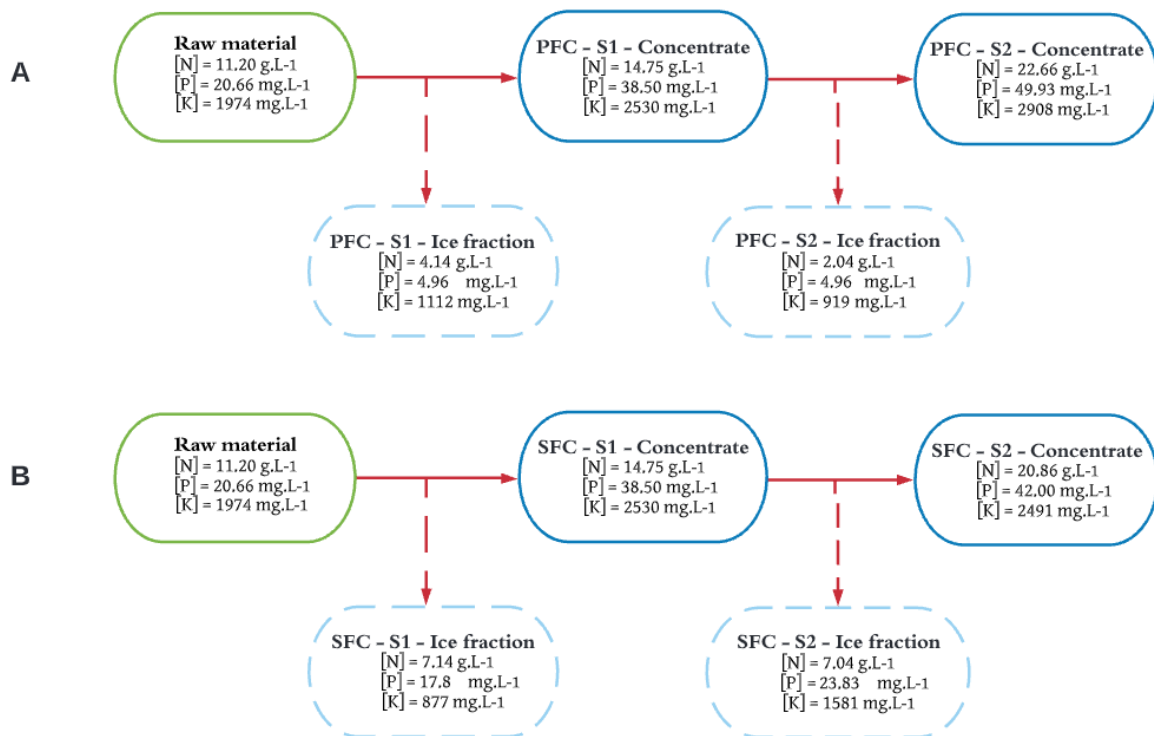 A
Raw material
[N] = 11.20 g.L-1
[P] = 20.66 mg.L-1
[K] = 1974 mg.L-1
PFC - S1 - Concentrate
[N] = 14.75 g.L-1
[P] = 38.50 mg.L-1
[K] = 2530 mg.L-1
PFC - S2 - Concentrate
[N] = 22.66 g.L-1
[P] = 49.93 mg.L-1
[K] = 2908 mg.L-1
PFC - S1 - Ice fraction
[N] = 4.14 g.L-1
[P] = 4.96 mg.L-1
[K] = 1112 mg.L-1
PFC - S2 - Ice fraction
[N] = 2.04 g.L-1
[P] = 4.96 mg.L-1
[K] = 919 mg.L-1
B
Raw material
[N] = 11.20 g.L-1
[P] = 20.66 mg.L-1
[K] = 1974 mg.L-1
SFC - S1 - Concentrate
[N] = 14.75 g.L-1
[P] = 38.50 mg.L-1
[K] = 2530 mg.L-1
SFC - S2 - Concentrate
[N] = 20.86 g.L-1
[P] = 42.00 mg.L-1
[K] = 2491 mg.L-1
SFC - S1 - Ice fraction
[N] = 7.14 g.L-1
[P] = 17.8 mg.L-1
[K] = 877 mg.L-1
SFC - S2 - Ice fraction
[N] = 7.04 g.L-1
[P] = 23.83 mg.L-1
[K] = 1581 mg.L-1